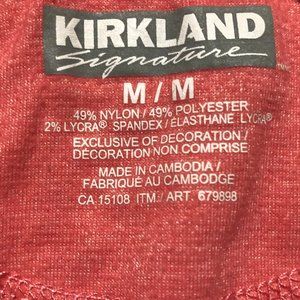 KIRKLAND
Signature
M / M
49% NYLON / 49% POLYESTER
2% LYCRA® SPANDEX / ÉLASTHANE LYCRA®
EXCLUSIVE OF DECORATION /
DÉCORATION NON COMPRISE
MADE IN CAMBODIA /
FABRIQUÉ AU CAMBODGE
CA 15108 ITM./ ART. 679898